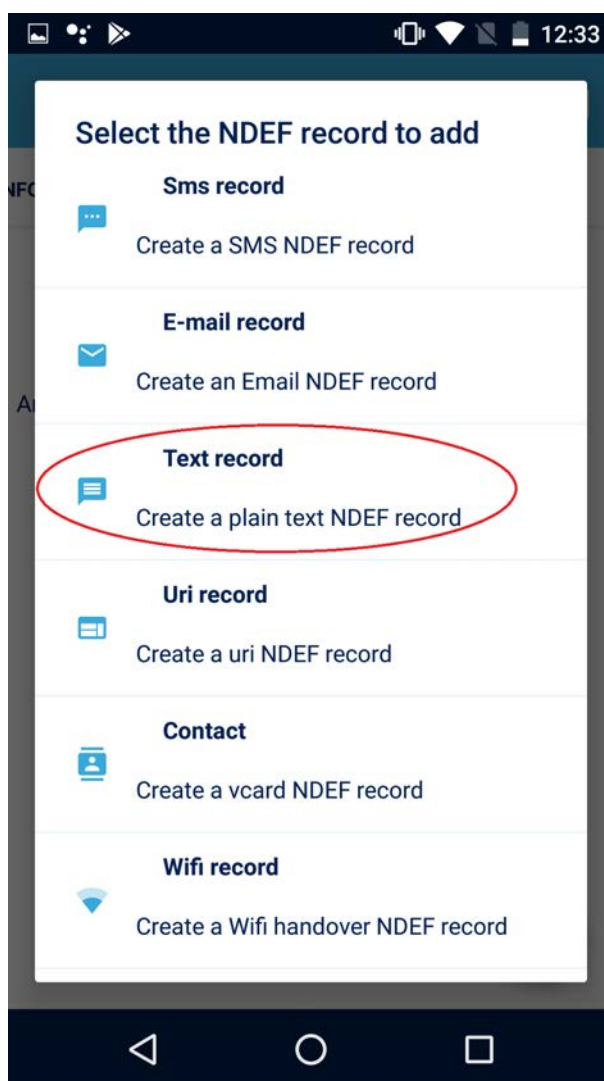 12:33
Select the NDEF record to add
Sms record
Create a SMS NDEF record
E-mail record
Create an Email NDEF record
Text record
Create a plain text NDEF record
Uri record
Create a uri NDEF record
Contact
Create a vcard NDEF record
Wifi record
Create a Wifi handover NDEF record